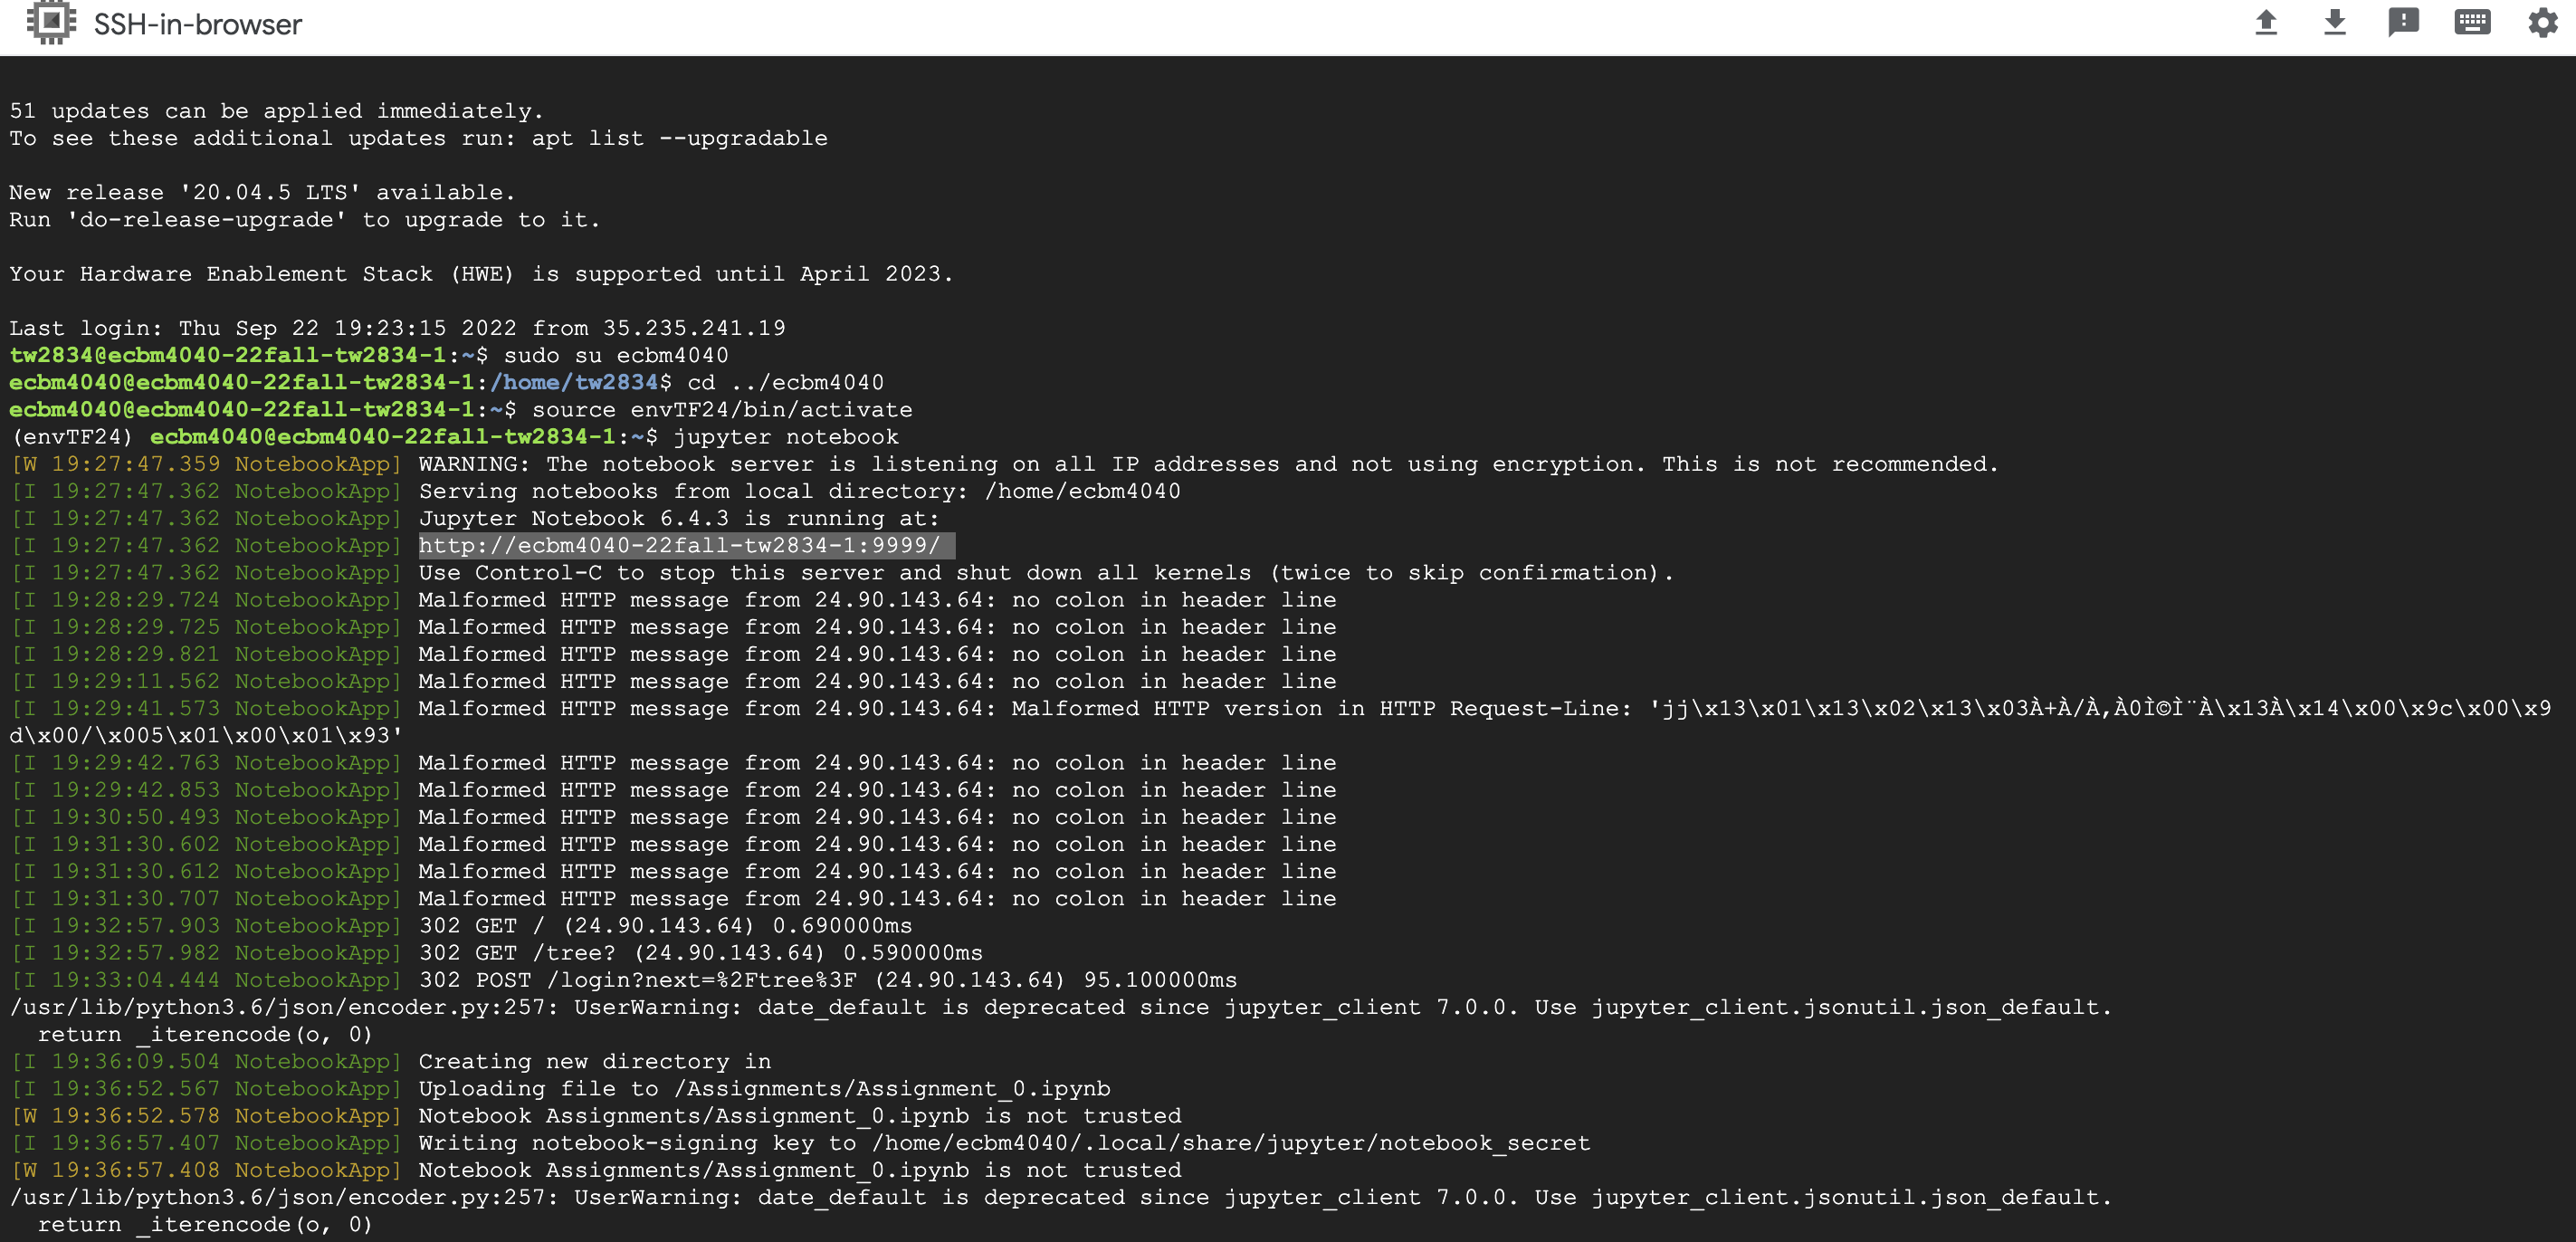 SSH-in-browser
51 updates can be applied immediately.
To see these additional updates run: apt list --upgradable
New release '20.04.5 LTS' available.
Run 'do-release-upgrade' to upgrade to it.
Your Hardware Enablement Stack (HWE) is supported until April 2023.
Last login: Thu Sep 22 19:23:15 2022 from 35.235.241.19
tw2834@ecbm4040-22fall-tw2834-1:~$ sudo su ecbm4040
ecbm4040@ecbm4040-22fall-tw2834-1:/home/tw2834$ cd ../ecbm4040
ecbm4040@ecbm4040-22fall-tw2834-1:~$ source envTF24/bin/activate
(envTF24) ecbm4040@ecbm4040-22fall-tw2834-1:~$ jupyter notebook
[W 19:27:47.359 NotebookApp] WARNING: The notebook server is listening on all IP addresses and not using encryption. This is not recommended.
[I 19:27:47.362 NotebookApp] Serving notebooks from local directory: /home/ecbm4040
[I 19:27:47.362 NotebookApp] Jupyter Notebook 6.4.3 is running at:
[I 19:27:47.362 NotebookApp] http://ecbm4040-22fall-tw2834-1:9999/
[I 19:27:47.362 NotebookApp] Use Control-C to stop this server and shut down all kernels (twice to skip confirmation).
[I 19:28:29.724 NotebookApp] Malformed HTTP message from 24.90.143.64: no colon in header line
[I 19:28:29.725 NotebookApp] Malformed HTTP message from 24.90.143.64: no colon in header line
[I 19:28:29.821 NotebookApp] Malformed HTTP message from 24.90.143.64: no colon in header line
[I 19:29:11.562 NotebookApp] Malformed HTTP message from 24.90.143.64: no colon in header line
[I 19:29:41.573 NotebookApp] Malformed HTTP message from 24.90.143.64: Malformed HTTP version in HTTP Request-Line: 'jj\x13\x01\x13\x02\x13\x03À+À/À,À0Ì©Ì¨À\x13À\x14\x00\x9c\x00\x9
d\x00/\x005\x01\x00\x01\x93'
[I 19:29:42.763 NotebookApp] Malformed HTTP message from 24.90.143.64: no colon in header line
[I 19:29:42.853 NotebookApp] Malformed HTTP message from 24.90.143.64: no colon in header line
[I 19:30:50.493 NotebookApp] Malformed HTTP message from 24.90.143.64: no colon in header line
[I 19:31:30.602 NotebookApp] Malformed HTTP message from 24.90.143.64: no colon in header line
[I 19:31:30.612 NotebookApp] Malformed HTTP message from 24.90.143.64: no colon in header line
[I 19:31:30.707 NotebookApp] Malformed HTTP message from 24.90.143.64: no colon in header line
[I 19:32:57.903 NotebookApp] 302 GET / (24.90.143.64) 0.690000ms
[I 19:32:57.982 NotebookApp] 302 GET /tree? (24.90.143.64) 0.590000ms
[I 19:33:04.444 NotebookApp] 302 POST /login?next=%2Ftree%3F (24.90.143.64) 95.100000ms
/usr/lib/python3.6/json/encoder.py:257: UserWarning: date_default is deprecated since jupyter_client 7.0.0. Use jupyter_client.jsonutil.json_default.
  return _iterencode(o, 0)
[I 19:36:09.504 NotebookApp] Creating new directory in
[I 19:36:52.567 NotebookApp] Uploading file to /Assignments/Assignment_0.ipynb
[W 19:36:52.578 NotebookApp] Notebook Assignments/Assignment_0.ipynb is not trusted
[I 19:36:57.407 NotebookApp] Writing notebook-signing key to /home/ecbm4040/.local/share/jupyter/notebook_secret
[W 19:36:57.408 NotebookApp] Notebook Assignments/Assignment_0.ipynb is not trusted
/usr/lib/python3.6/json/encoder.py:257: UserWarning: date_default is deprecated since jupyter_client 7.0.0. Use jupyter_client.jsonutil.json_default.
  return _iterencode(o, 0)